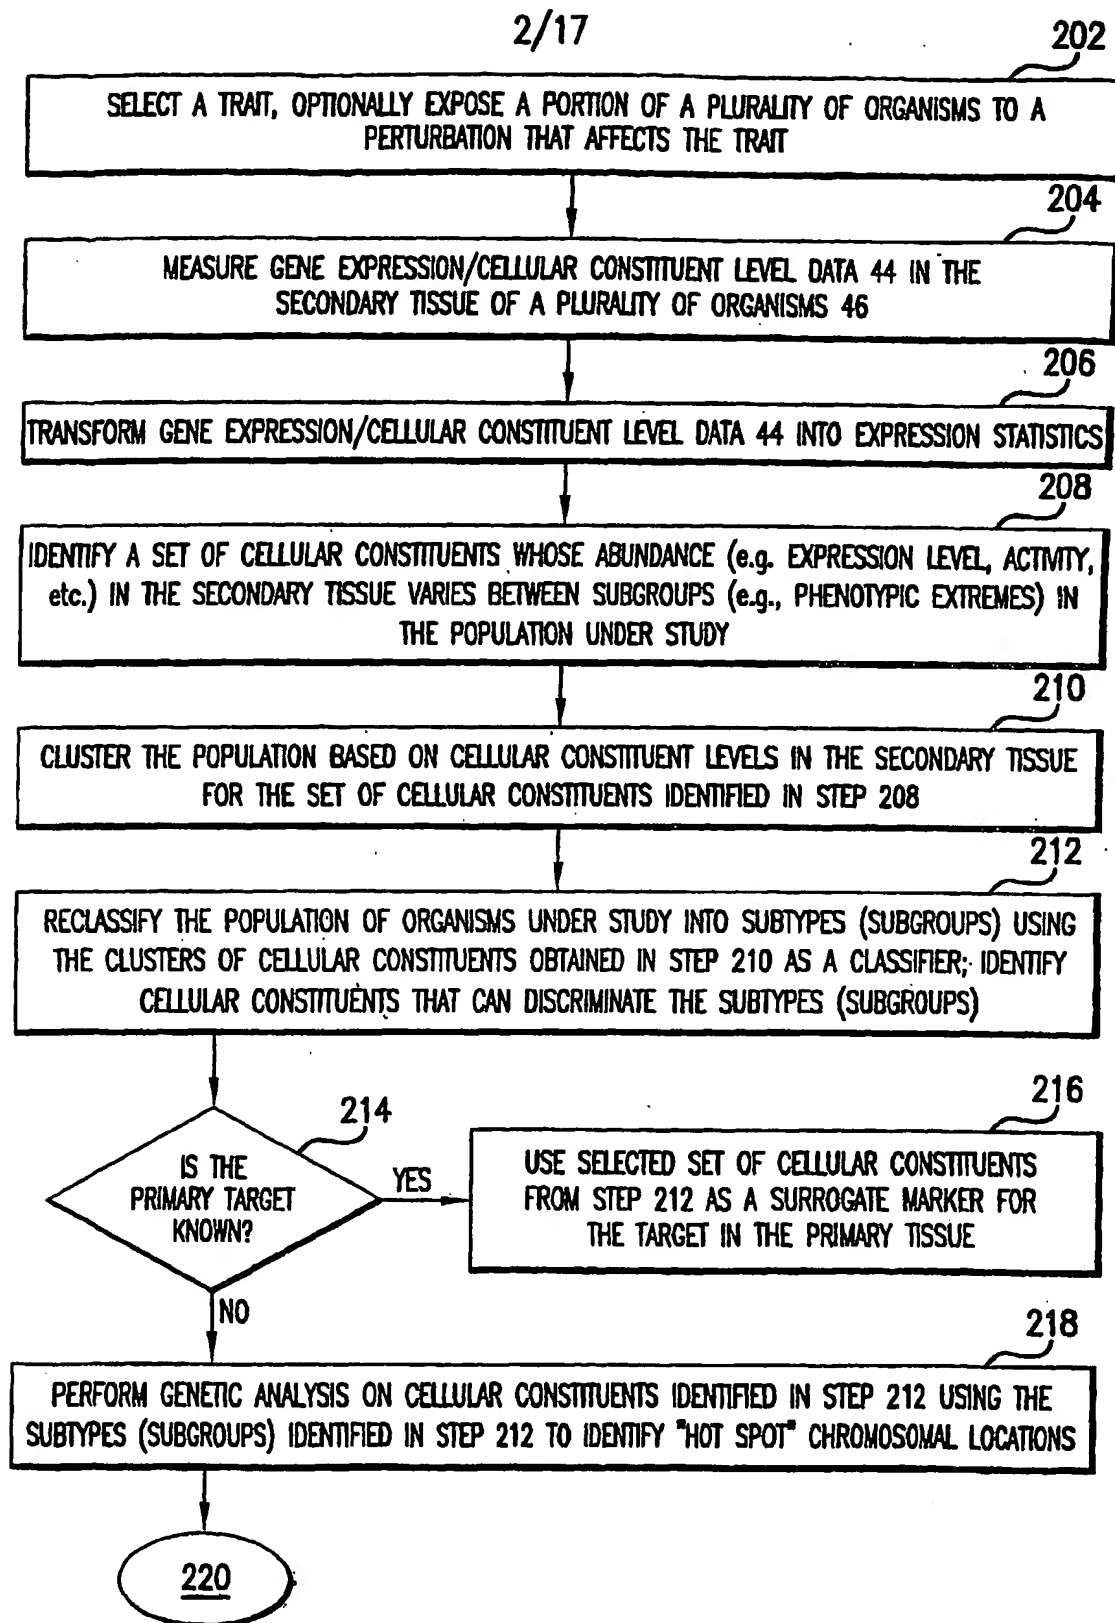 2/17
202
SELECT A TRAIT, OPTIONALLY EXPOSE A PORTION OF A PLURALITY OF ORGANISMS TO A
PERTURBATION THAT AFFECTS THE TRAIT
204
MEASURE GENE EXPRESSION/CELLULAR CONSTITUENT LEVEL DATA 44 IN THE
SECONDARY TISSUE OF A PLURALITY OF ORGANISMS 46
206
TRANSFORM GENE EXPRESSION/CELLULAR CONSTITUENT LEVEL DATA 44 INTO EXPRESSION STATISTICS
208
IDENTIFY A SET OF CELLULAR CONSTITUENTS WHOSE ABUNDANCE (e.g. EXPRESSION LEVEL, ACTIVITY,
etc.) IN THE SECONDARY TISSUE VARIES BETWEEN SUBGROUPS (e.g., PHENOTYPIC EXTREMES) IN
THE POPULATION UNDER STUDY
210
CLUSTER THE POPULATION BASED ON CELLULAR CONSTITUENT LEVELS IN THE SECONDARY TISSUE
FOR THE SET OF CELLULAR CONSTITUENTS IDENTIFIED IN STEP 208
212
RECLASSIFY THE POPULATION OF ORGANISMS UNDER STUDY INTO SUBTYPES (SUBGROUPS) USING
THE CLUSTERS OF CELLULAR CONSTITUENTS OBTAINED IN STEP 210 AS A CLASSIFIER; IDENTIFY
CELLULAR CONSTITUENTS THAT CAN DISCRIMINATE THE SUBTYPES (SUBGROUPS)
214
IS THE
PRIMARY TARGET
KNOWN?
YES
216
USE SELECTED SET OF CELLULAR CONSTITUENTS
FROM STEP 212 AS A SURROGATE MARKER FOR
THE TARGET IN THE PRIMARY TISSUE
NO
218
PERFORM GENETIC ANALYSIS ON CELLULAR CONSTITUENTS IDENTIFIED IN STEP 212 USING THE
SUBTYPES (SUBGROUPS) IDENTIFIED IN STEP 212 TO IDENTIFY "HOT SPOT" CHROMOSOMAL LOCATIONS
220